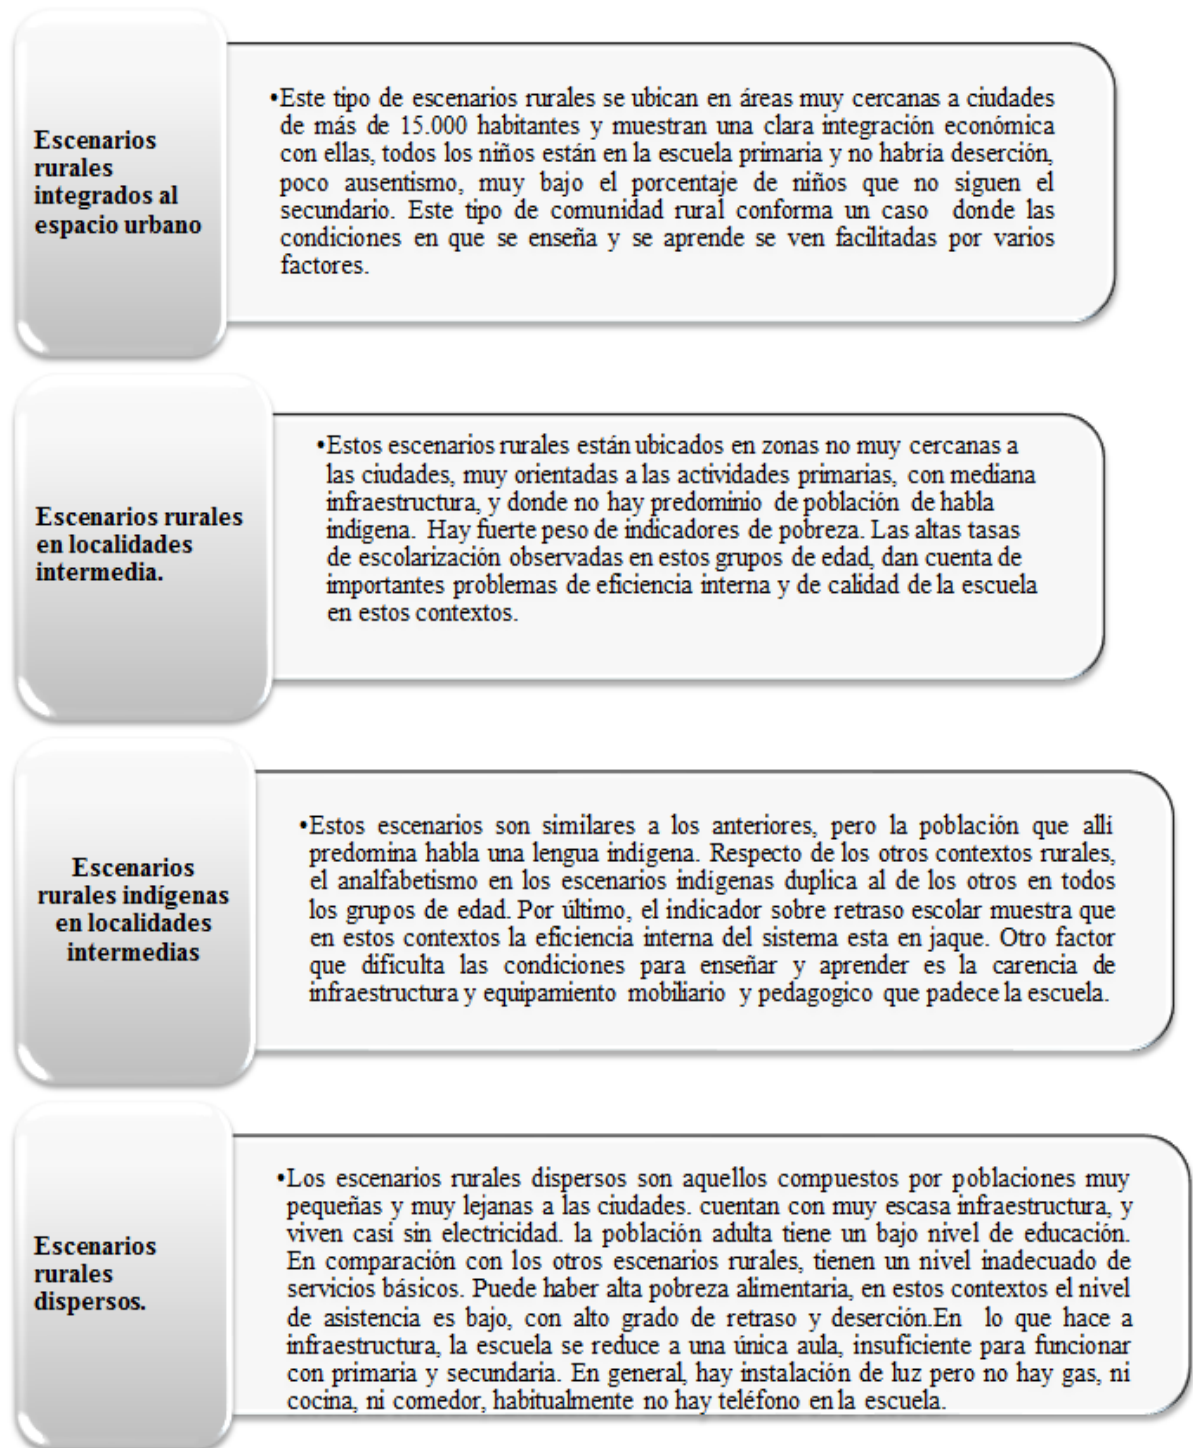 Escenarios
rurales
integrados al
espacio urbano
•Este tipo de escenarios rurales se ubican en áreas muy cercanas a ciudades
de más de 15.000 habitantes y muestran una clara integración económica
con ellas, todos los niños están en la escuela primaria y no habría deserción,
poco ausentismo, muy bajo el porcentaje de niños que no siguen el
secundario. Este tipo de comunidad rural conforma un caso donde las
condiciones en que se enseña y se aprende se ven facilitadas por varios
factores.
Escenarios rurales
en localidades
intermedia.
•Estos escenarios rurales están ubicados en zonas no muy cercanas a
las ciudades, muy orientadas a las actividades primarias, con mediana
infraestructura, y donde no hay predominio de población de habla
indígena. Hay fuerte peso de indicadores de pobreza. Las altas tasas
de escolarización observadas en estos grupos de edad, dan cuenta de
importantes problemas de eficiencia interna y de calidad de la escuela
en estos contextos.
Escenarios
rurales indígenas
en localidades
intermedias
•Estos escenarios son similares a los anteriores, pero la población que allí
predomina habla una lengua indígena. Respecto de los otros contextos rurales,
el analfabetismo en los escenarios indígenas duplica al de los otros en todos
los grupos de edad. Por último, el indicador sobre retraso escolar muestra que
en estos contextos la eficiencia interna del sistema esta en jaque. Otro factor
que dificulta las condiciones para enseñar y aprender es la carencia de
infraestructura y equipamiento mobiliario y pedagogico que padece la escuela.
Escenarios
rurales
dispersos.
•Los escenarios rurales dispersos son aquellos compuestos por poblaciones muy
pequeñas y muy lejanas a las ciudades. cuentan con muy escasa infraestructura, y
viven casi sin electricidad. la población adulta tiene un bajo nivel de educación.
En comparación con los otros escenarios rurales, tienen un nivel inadecuado de
servicios básicos. Puede haber alta pobreza alimentaria, en estos contextos el nivel
de asistencia es bajo, con alto grado de retraso y deserción.En lo que hace a
infraestructura, la escuela se reduce a una única aula, insuficiente para funcionar
con primaria y secundaria. En general, hay instalación de luz pero no hay gas, ni
cocina, ni comedor, habitualmente no hay teléfono en la escuela.